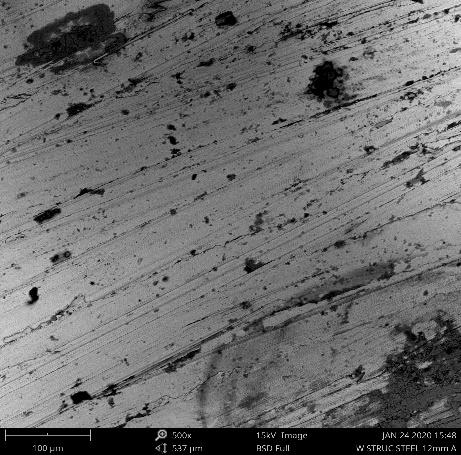 500x 15kV Image JAN 24 2020 15:48
100 µm 537 µm BSD Full W STRUC STEEL 12mm A